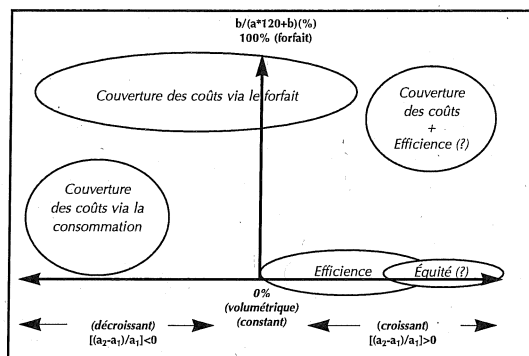 b/(a*120+b)(%)
100% (forfait)
Couverture des coûts via le forfait
Couverture
des coûts
+
Efficience (?)
Couverture
des coûts via la
consommation
Efficience
Équité (?)
0%
(volumétrique)
(constant)
(décroissant)
[(a₂-a₁)/a₁]<0
(croissant)
[(a₂-a₁)/a₁]>0